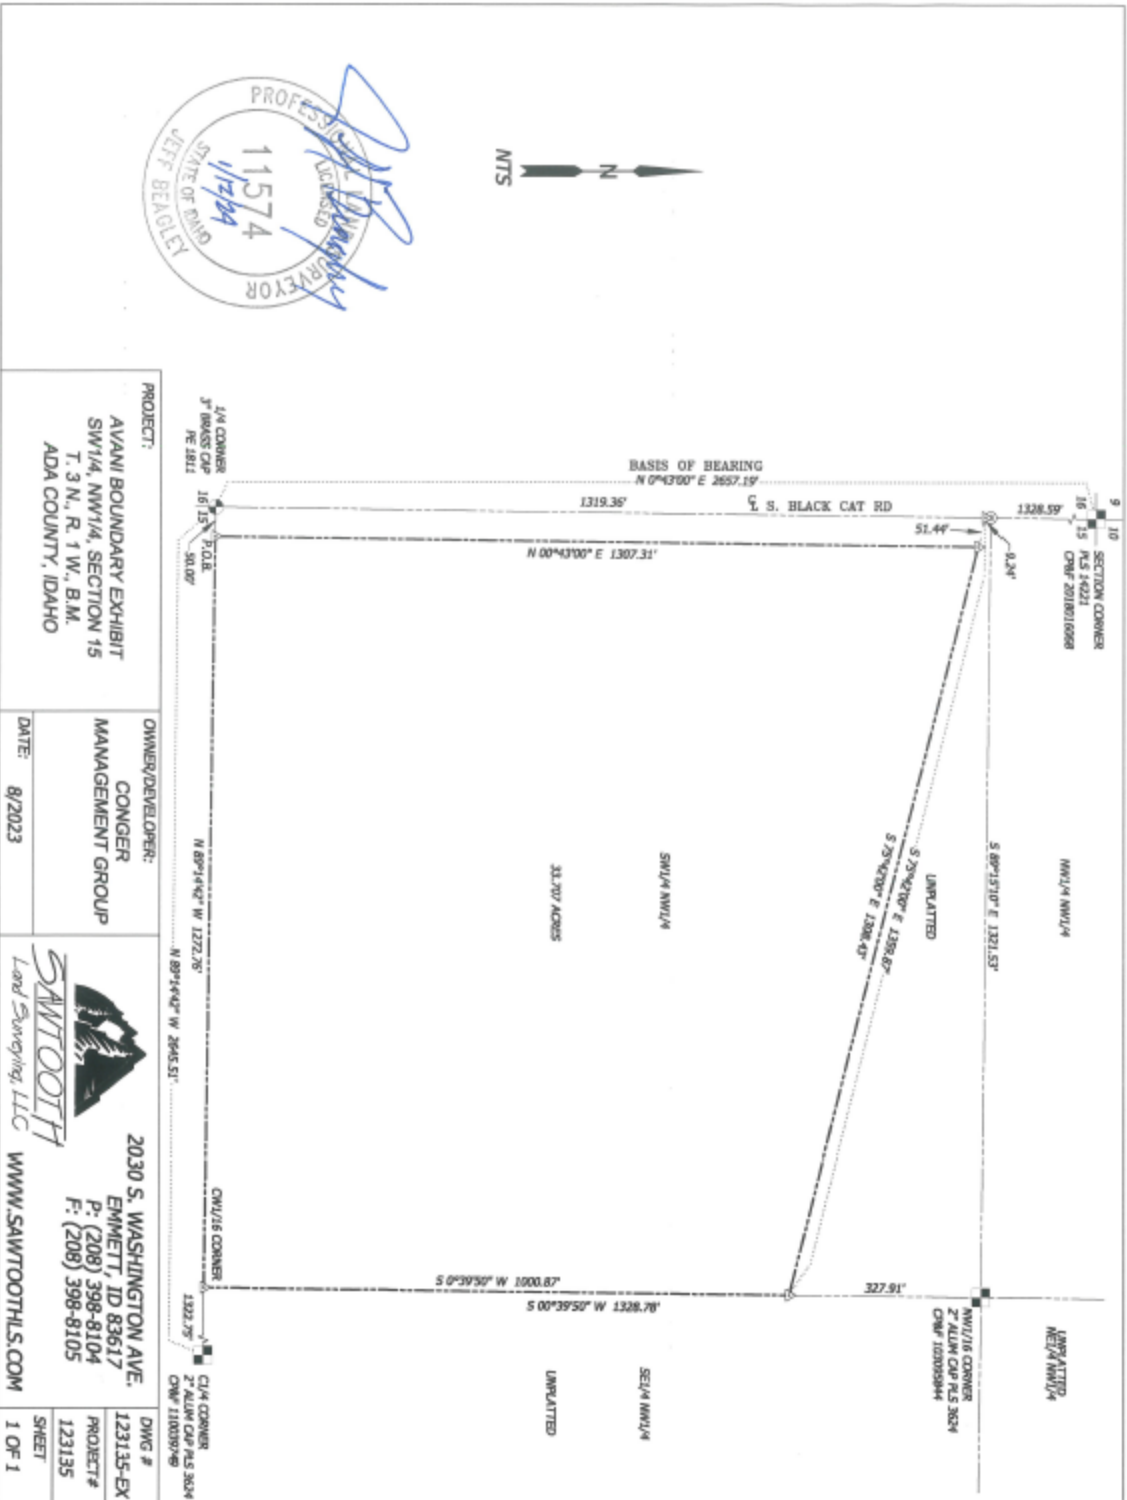 9 10
16 15
SECTION CORNER
PLS 14221
CP&F 2018016068
1328.59'
9.24'
51.44'
BASIS OF BEARING
N 0°43'00" E 2657.19'
1319.36'
℄ S. BLACK CAT RD
N 00°43'00" E 1307.31'
1/4 CORNER
3" BRASS CAP
PE 1811
16 15
P.O.B.
50.00'
NW1/4 NW1/4
S 89°15'10" E 1321.53'
UNPLATTED
S 75°42'00" E 1359.87'
S 75°42'00" E 1308.43'
SW1/4 NW1/4
33.707 ACRES
N 89°14'42" W 1272.76'
N 89°14'42" W 2645.51'
UNPLATTED
NE1/4 NW1/4
NW1/16 CORNER
2" ALUM CAP PLS 3624
CP&F 103095844
327.91'
S 0°39'50" W 1000.87'
S 00°39'50" W 1328.78'
SE1/4 NW1/4
UNPLATTED
CW1/16 CORNER
1322.75'
C1/4 CORNER
2" ALUM CAP PLS 3624
CP&F 110039749
N
NTS
PROFESSIONAL LAND SURVEYOR
LICENSED
11574
1/12/24
STATE OF IDAHO
JEFF BEAGLEY
PROJECT:
AVANI BOUNDARY EXHIBIT
SW1/4, NW1/4, SECTION 15
T. 3 N., R. 1 W., B.M.
ADA COUNTY, IDAHO
OWNER/DEVELOPER:
CONGER
MANAGEMENT GROUP
DATE: 8/2023
SAWTOOTH
Land Surveying, LLC
2030 S. WASHINGTON AVE.
EMMETT, ID 83617
P: (208) 398-8104
F: (208) 398-8105
WWW.SAWTOOTHLS.COM
DWG #
123135-EX
PROJECT#
123135
SHEET
1 OF 1